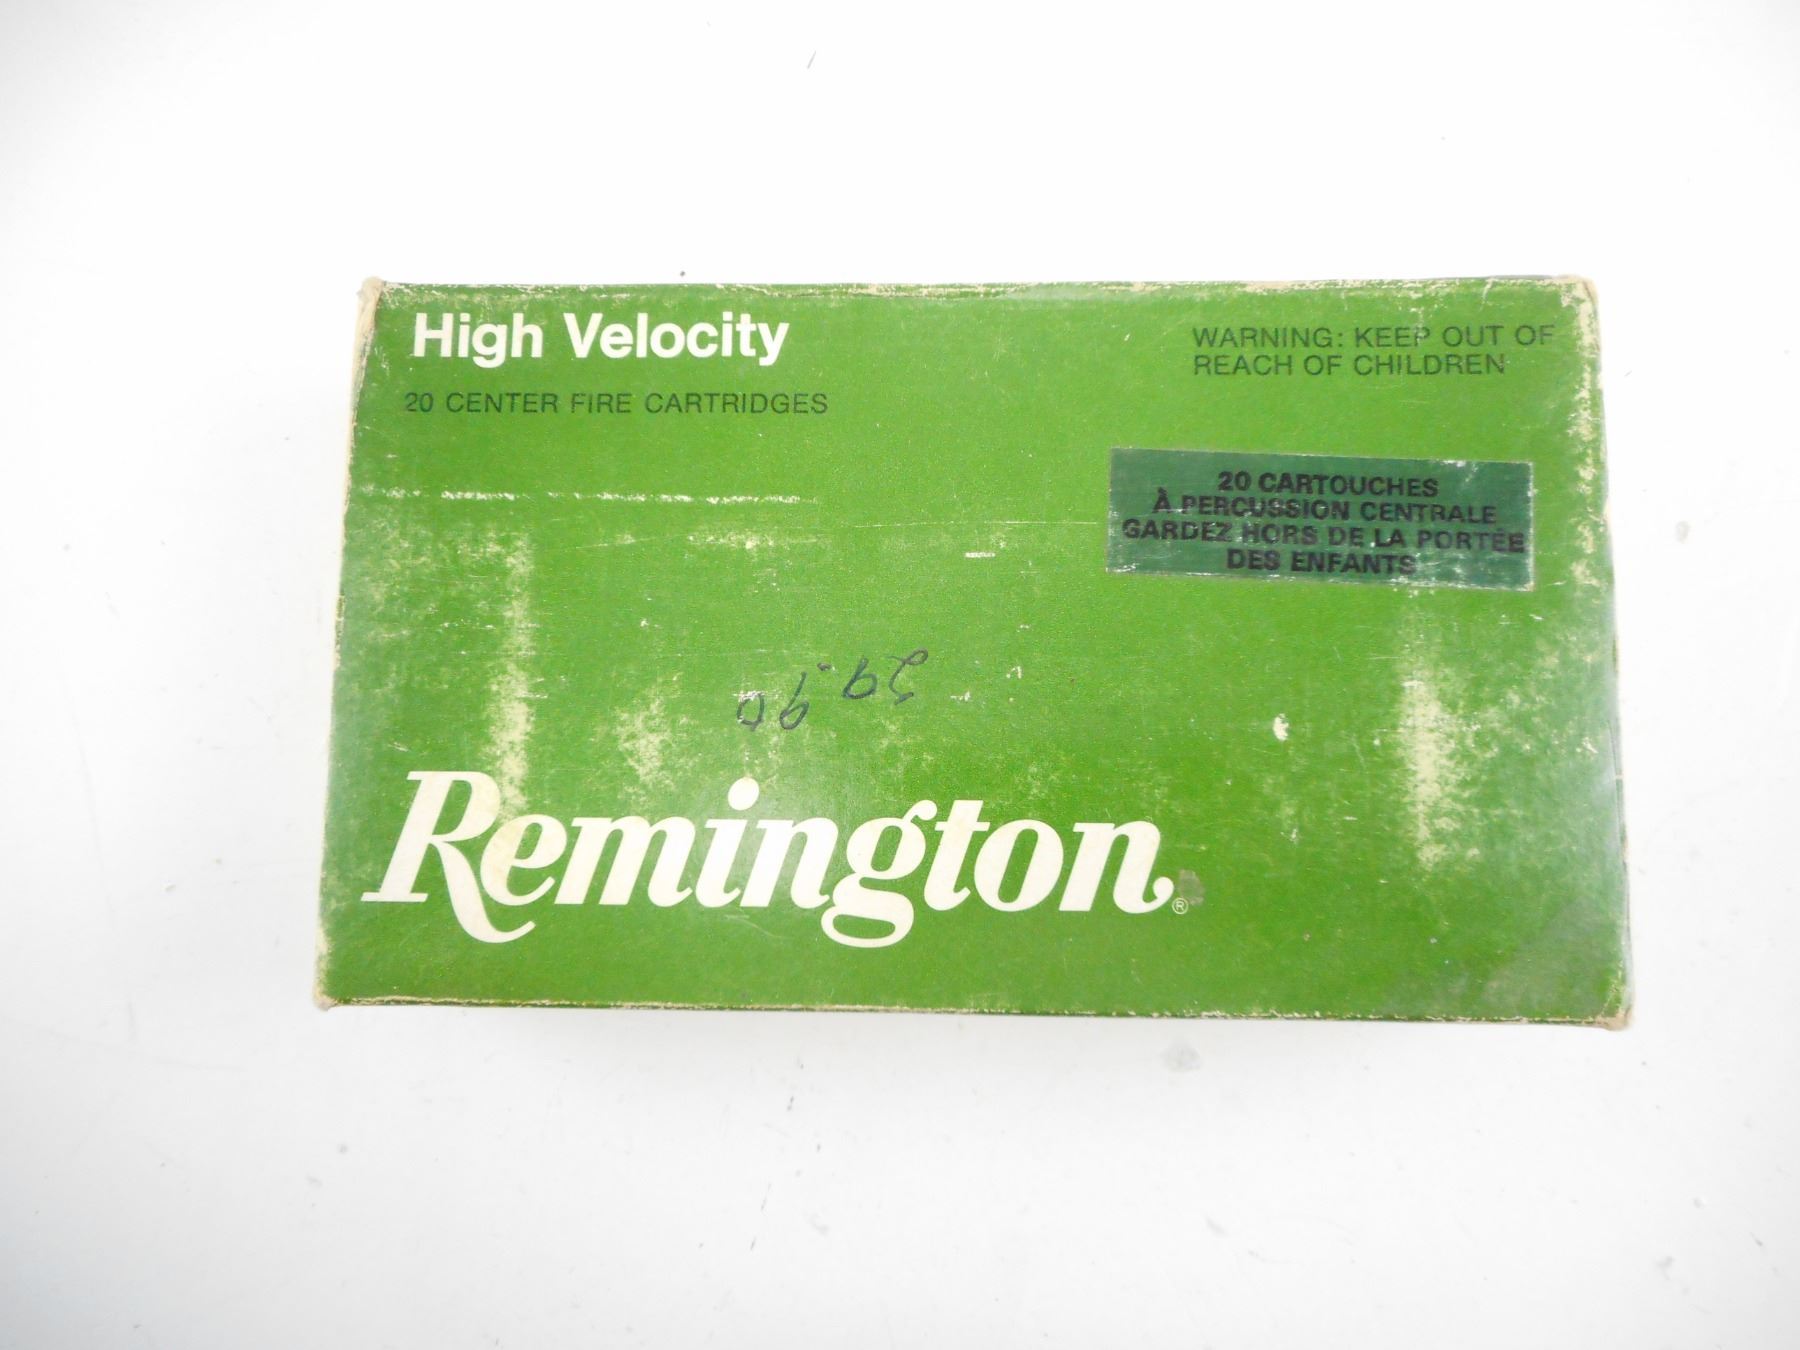 High Velocity
20 CENTER FIRE CARTRIDGES
WARNING: KEEP OUT OF
REACH OF CHILDREN
20 CARTOUCHES
À PERCUSSION CENTRALE
GARDEZ HORS DE LA PORTÉE
DES ENFANTS
29.90
Remington®